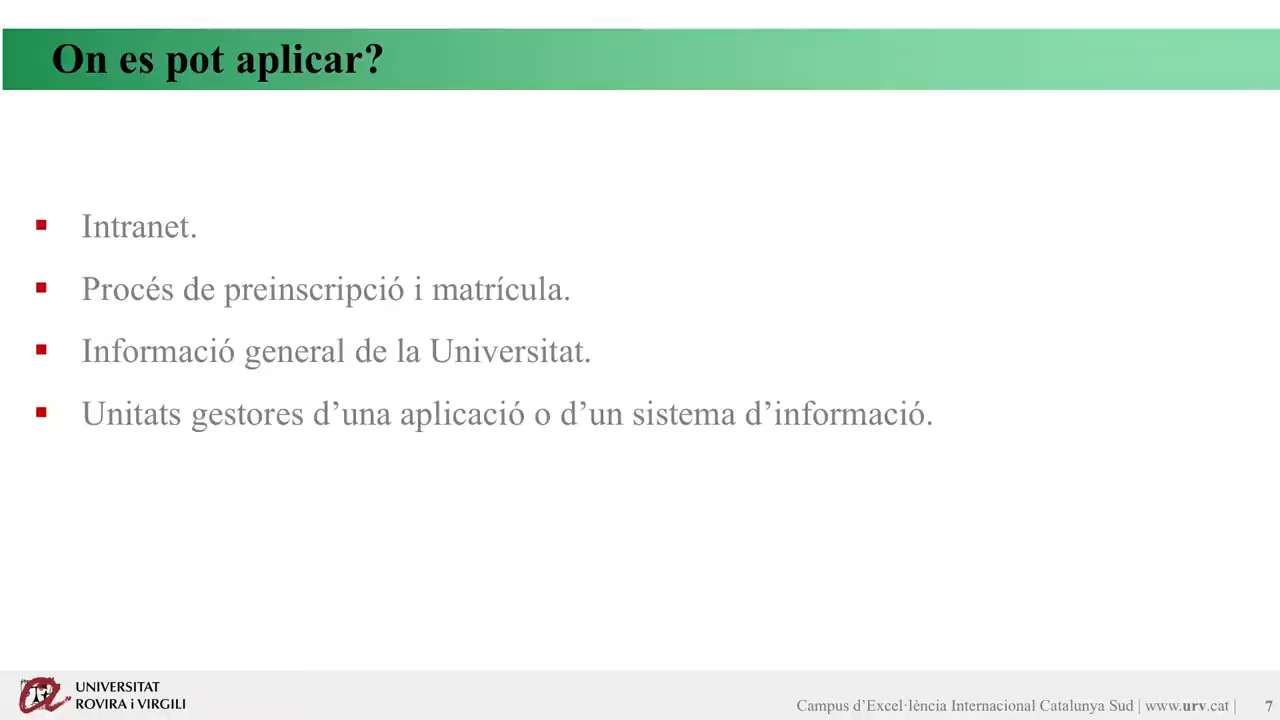 On es pot aplicar?
▪ Intranet.
▪ Procés de preinscripció i matrícula.
▪ Informació general de la Universitat.
▪ Unitats gestores d’una aplicació o d’un sistema d’informació.
UNIVERSITAT
ROVIRA i VIRGILI
Campus d’Excel·lència Internacional Catalunya Sud | www.urv.cat | 7